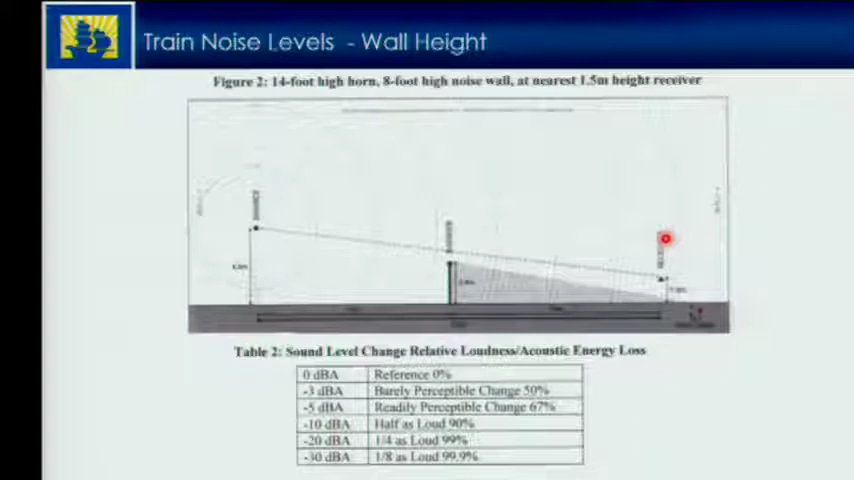 Train Noise Levels - Wall Height
Figure 2: 14-foot high horn, 8-foot high noise wall, at nearest 1.5m height receiver
SOURCE
BARRIER
Table 2: Sound Level Change Relative Loudness/Acoustic Energy Loss
0 dBA Reference 0%
-3 dBA Barely Perceptible Change 50%
-5 dBA Readily Perceptible Change 67%
-10 dBA Half as Loud 90%
-20 dBA 1/4 as Loud 99%
-30 dBA 1/8 as Loud 99.9%